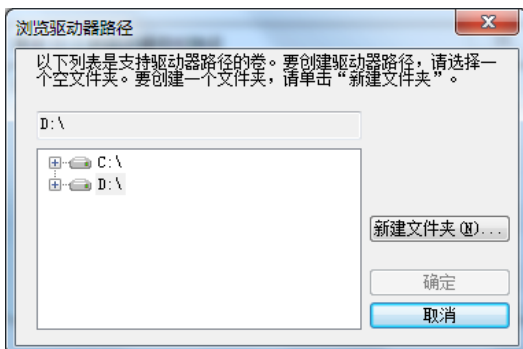 浏览驱动器路径
以下列表是支持驱动器路径的卷。要创建驱动器路径，请选择一
个空文件夹。要创建一个文件夹，请单击“新建文件夹”。
D:\
C:\
D:\
新建文件夹(N)...
确定
取消